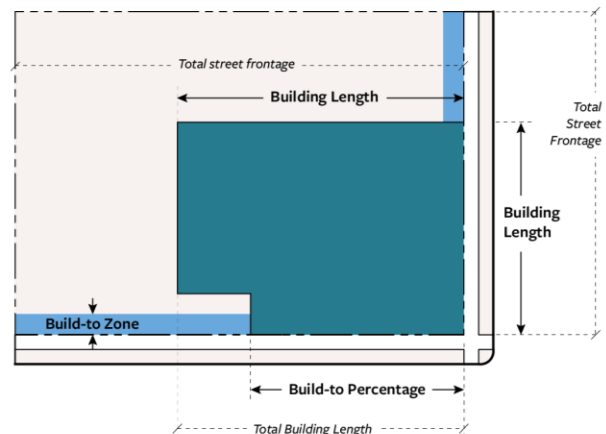 Total street frontage
Building Length
Total
Street
Frontage
Building
Length
Build-to Zone
Build-to Percentage
Total Building Length